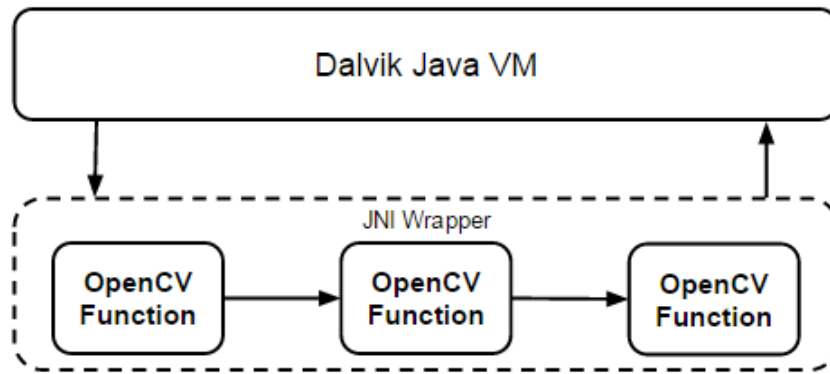 Dalvik Java VM
JNI Wrapper
OpenCV
Function
OpenCV
Function
OpenCV
Function